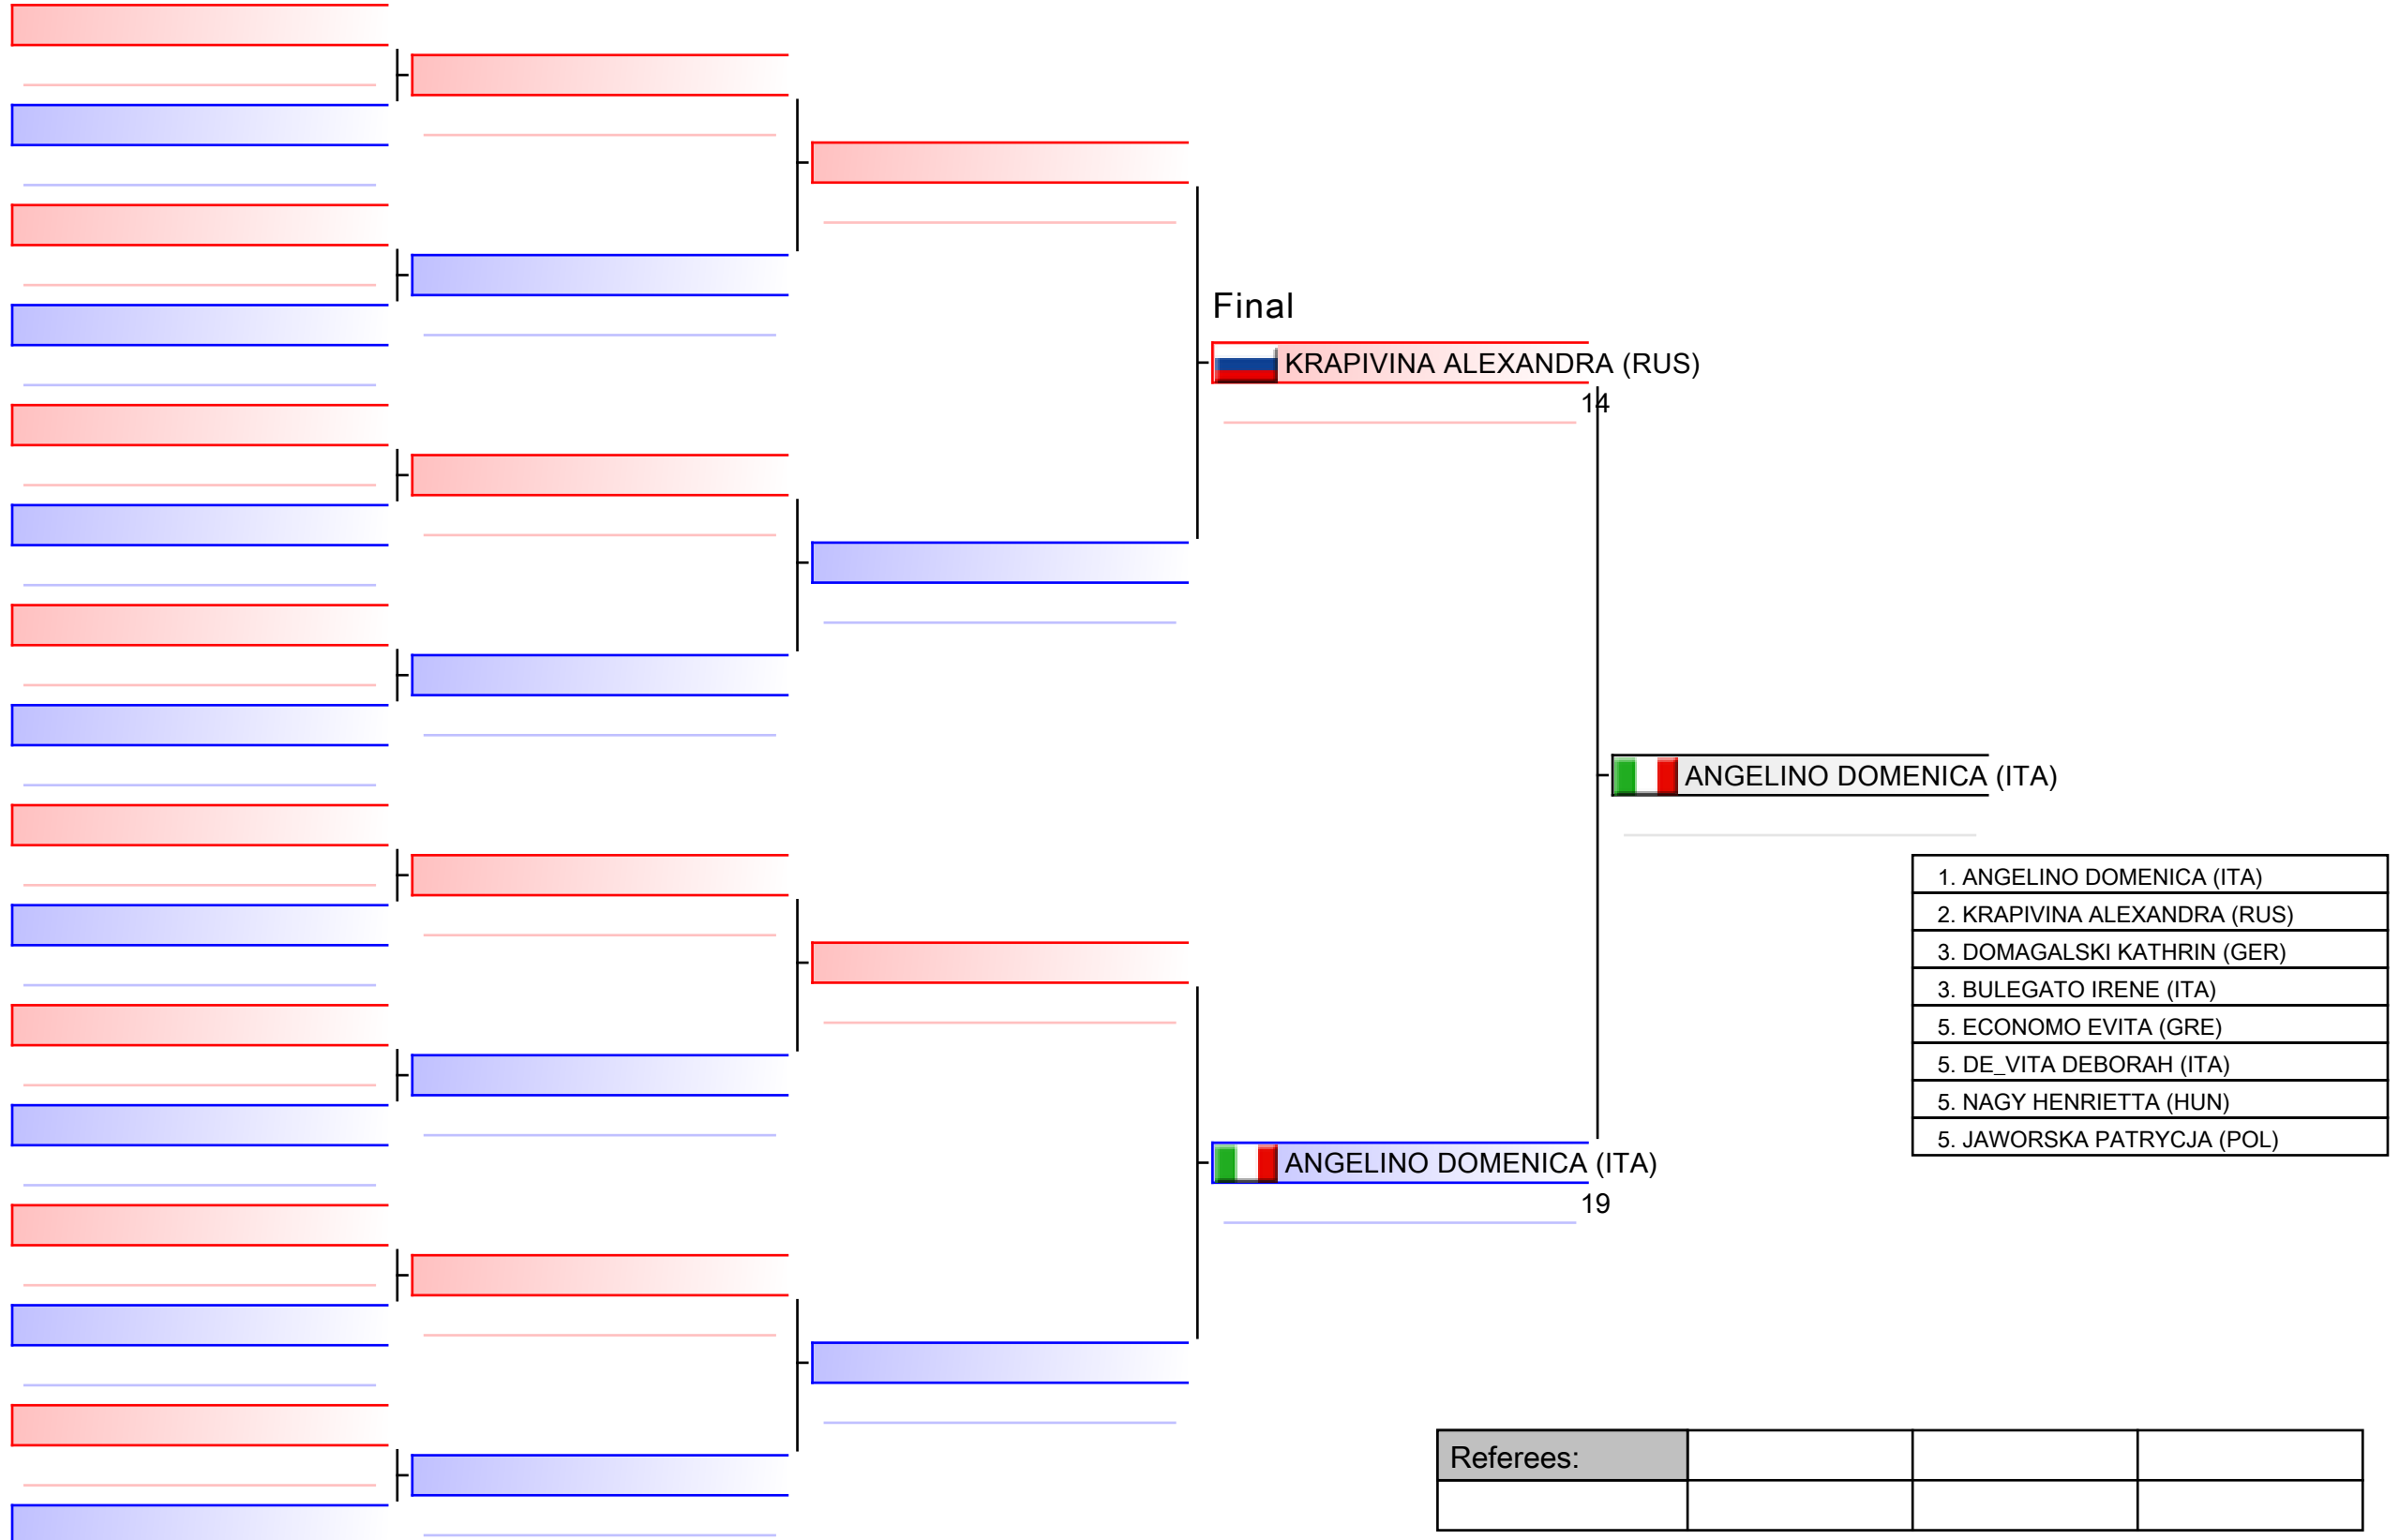 Final
KRAPIVINA ALEXANDRA (RUS)
14
ANGELINO DOMENICA (ITA)
1. ANGELINO DOMENICA (ITA)
2. KRAPIVINA ALEXANDRA (RUS)
3. DOMAGALSKI KATHRIN (GER)
3. BULEGATO IRENE (ITA)
5. ECONOMO EVITA (GRE)
5. DE_VITA DEBORAH (ITA)
5. NAGY HENRIETTA (HUN)
5. JAWORSKA PATRYCJA (POL)
ANGELINO DOMENICA (ITA)
19
Referees: